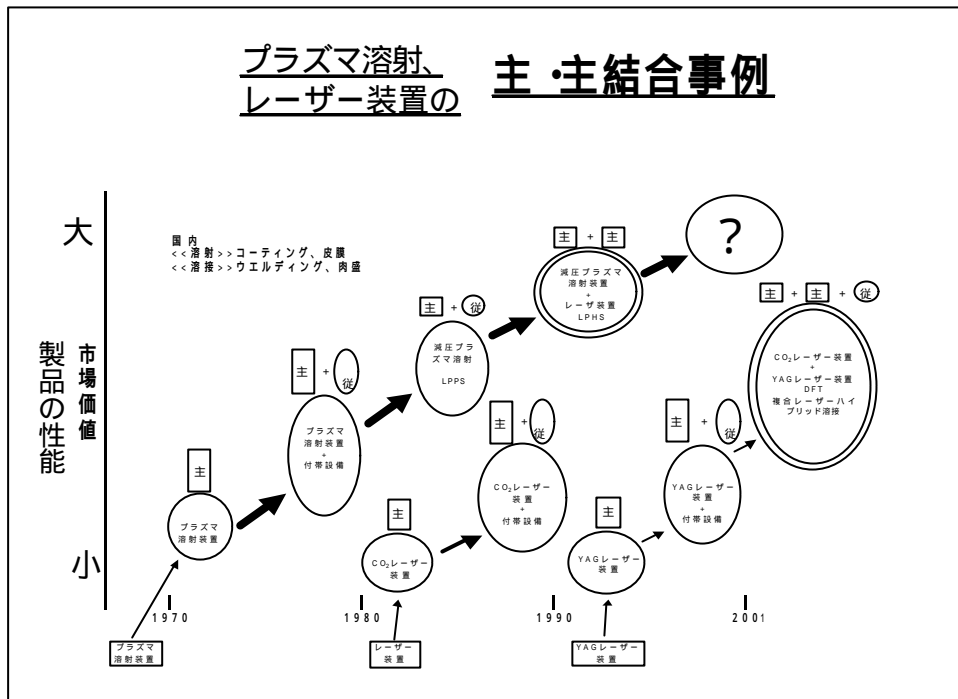 プラズマ溶射、
レーザー装置の
主・主結合事例
大
小
市場価値
製品の性能
国内
<<溶射>>コーティング、皮膜
<<溶接>>ウエルディング、肉盛
主
プラズマ
溶射装置
主 + 従
プラズマ
溶射装置
+
付帯設備
主 + 従
減圧プラ
ズマ溶射
LPPS
主 + 主
減圧プラズマ
溶射装置
+
レーザ装置
LPHS
?
主
CO₂レーザー
装置
主 + 従
CO₂レーザー
装置
+
付帯設備
主
YAGレーザー
装置
主 + 従
YAGレーザー
装置
+
付帯設備
主 + 主 + 従
CO₂レーザー装置
+
YAGレーザー装置
DFT
複合レーザーハイ
ブリッド溶接
1970
1980
1990
2001
プラズマ
溶射装置
レーザー
装置
YAGレーザー
装置